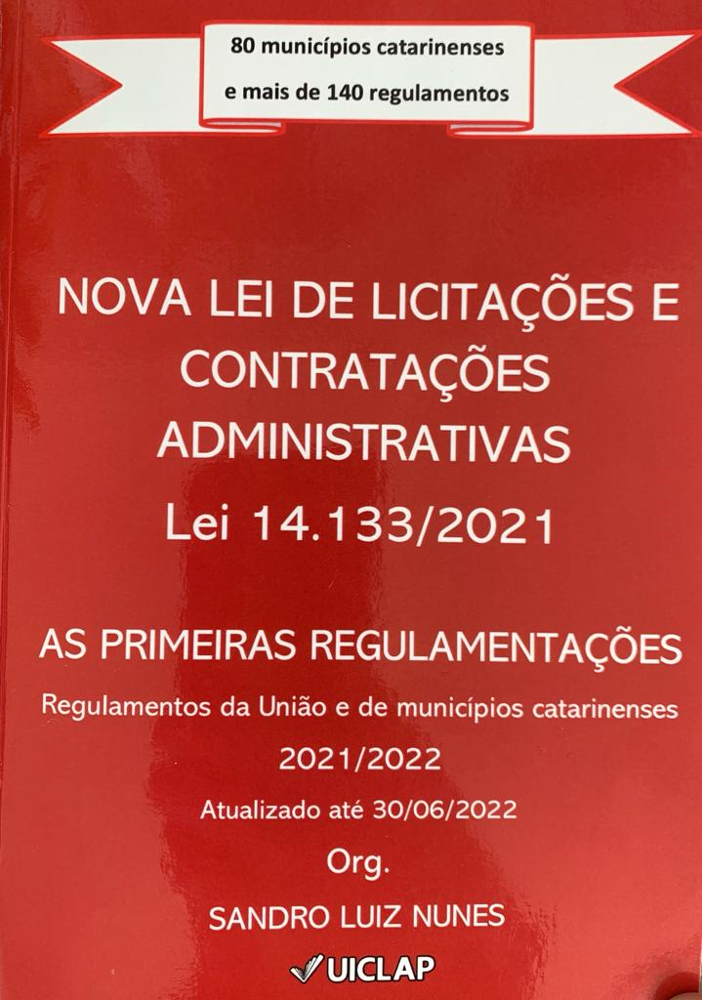 80 municípios catarinenses
e mais de 140 regulamentos
NOVA LEI DE LICITAÇÕES E
CONTRATAÇÕES
ADMINISTRATIVAS
Lei 14.133/2021
AS PRIMEIRAS REGULAMENTAÇÕES
Regulamentos da União e de municípios catarinenses
2021/2022
Atualizado até 30/06/2022
Org.
SANDRO LUIZ NUNES
UICLAP